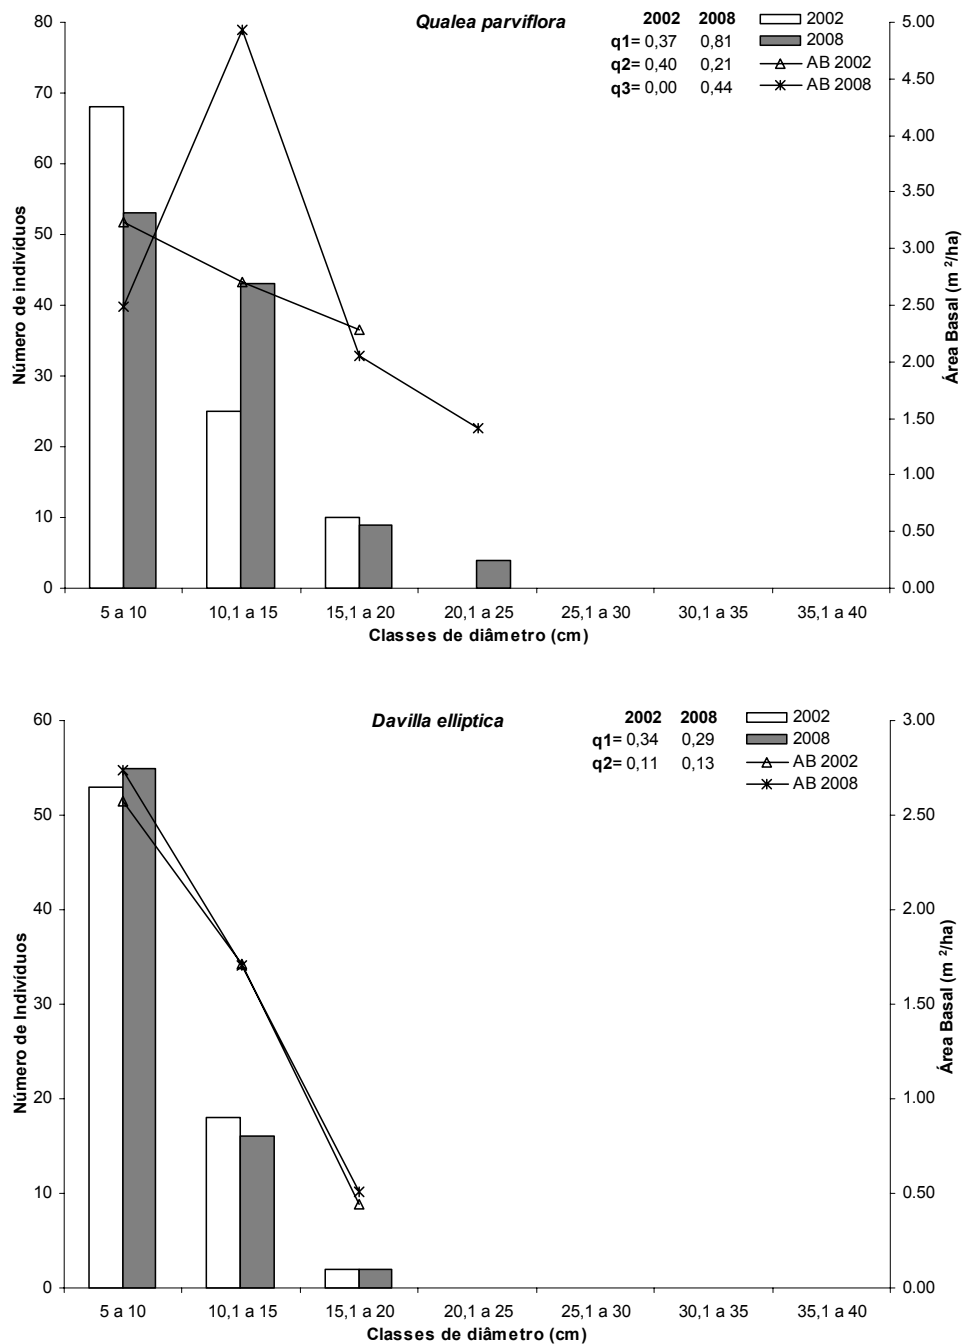 Qualea parviflora
2002 2008
q1= 0,37 0,81
q2= 0,40 0,21
q3= 0,00 0,44
2002
2008
AB 2002
AB 2008
Número de indivíduos
80
70
60
50
40
30
20
10
0
5.00
4.50
4.00
3.50
3.00
2.50
2.00
1.50
1.00
0.50
0.00
Área Basal (m ²/ha)
5 a 10 10,1 a 15 15,1 a 20 20,1 a 25 25,1 a 30 30,1 a 35 35,1 a 40
Classes de diâmetro (cm)
Davilla elliptica
2002 2008
q1= 0,34 0,29
q2= 0,11 0,13
2002
2008
AB 2002
AB 2008
Número de Indivíduos
60
50
40
30
20
10
0
3.00
2.50
2.00
1.50
1.00
0.50
0.00
Área Basal (m ²/ha)
5 a 10 10,1 a 15 15,1 a 20 20,1 a 25 25,1 a 30 30,1 a 35 35,1 a 40
Classes de diâmetro (cm)